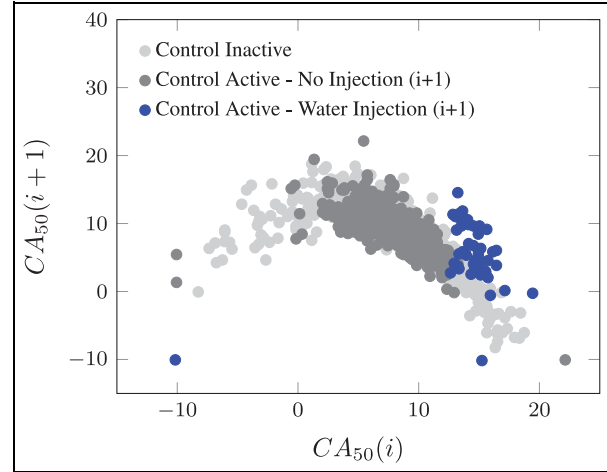 40
Control Inactive
Control Active - No Injection (i+1)
30
Control Active - Water Injection (i+1)
20
10
0
−10
CA50(i + 1)
−10 0 10 20
CA50(i)